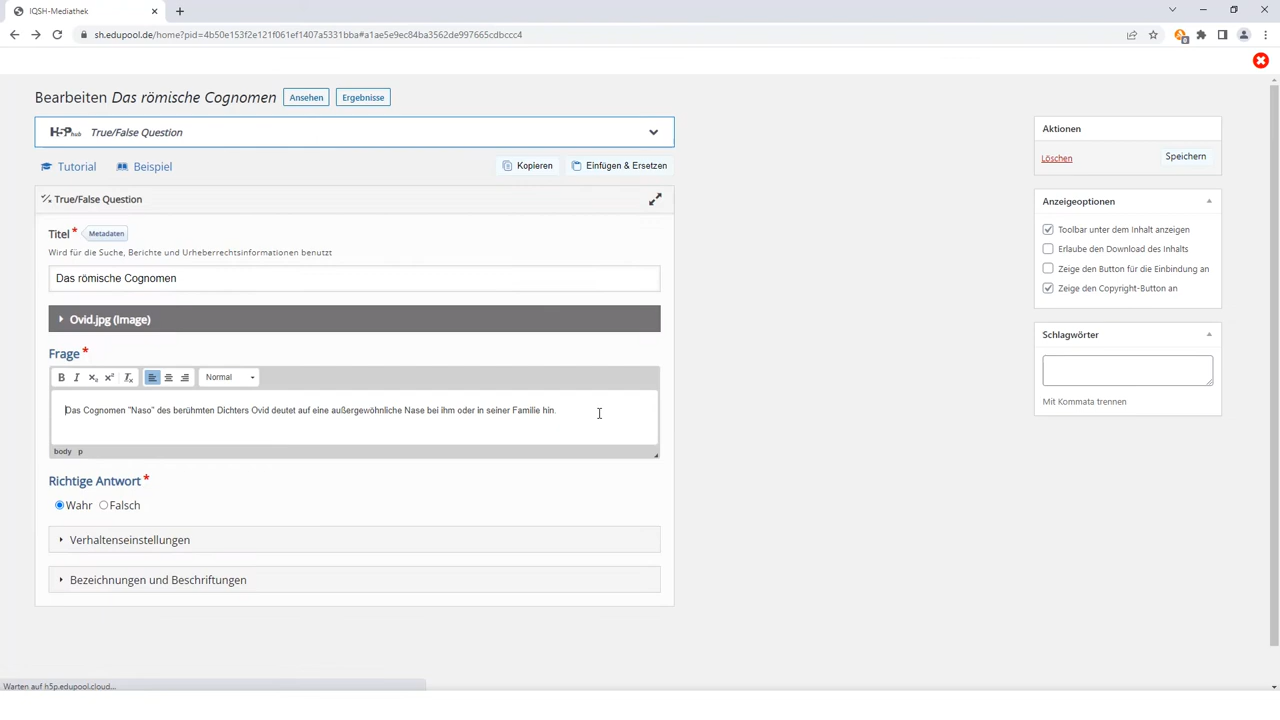 IQSH-Mediathek
sh.edupool.de/home?pid=4b50e153f2e121f061ef1407a5331bba#a1ae5e9ec84ba3562de997665cdbccc4
Bearbeiten Das römische Cognomen Ansehen Ergebnisse
H5P hub True/False Question
Tutorial Beispiel Kopieren Einfügen & Ersetzen
True/False Question
Titel * Metadaten
Wird für die Suche, Berichte und Urheberrechtsinformationen benutzt
Das römische Cognomen
Ovid.jpg (Image)
Frage *
B I x₂ x² Tx Normal
Das Cognomen "Naso" des berühmten Dichters Ovid deutet auf eine außergewöhnliche Nase bei ihm oder in seiner Familie hin.
body p
Richtige Antwort *
Wahr Falsch
Verhaltenseinstellungen
Bezeichnungen und Beschriftungen
Aktionen
Löschen Speichern
Anzeigeoptionen
Toolbar unter dem Inhalt anzeigen
Erlaube den Download des Inhalts
Zeige den Button für die Einbindung an
Zeige den Copyright-Button an
Schlagwörter
Mit Kommata trennen
Warten auf h5p.edupool.cloud...